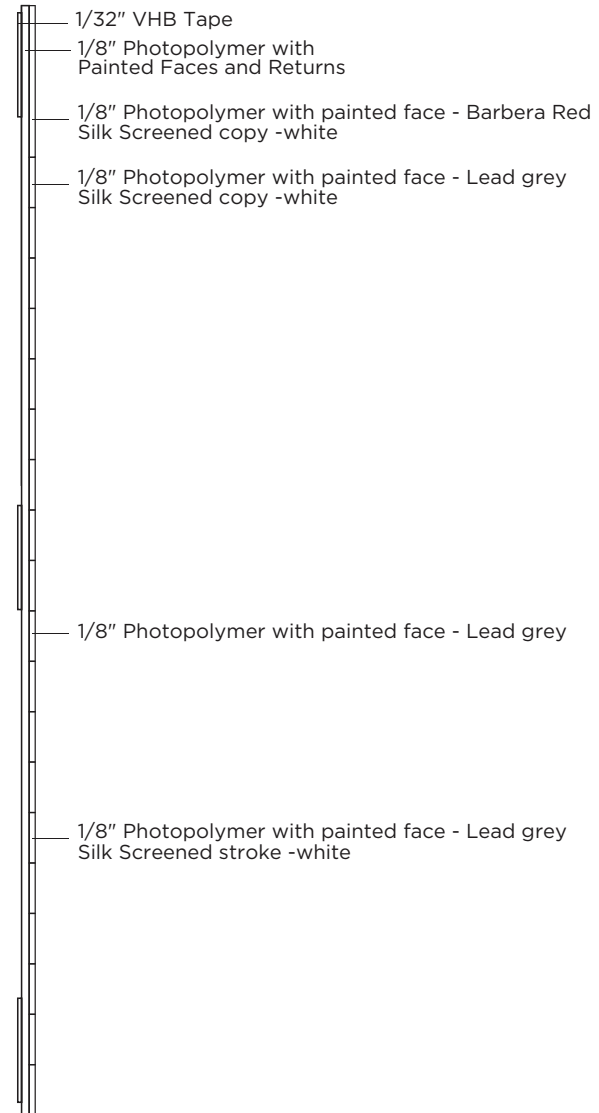 1/32" VHB Tape
1/8" Photopolymer with
Painted Faces and Returns
1/8" Photopolymer with painted face - Barbera Red
Silk Screened copy -white
1/8" Photopolymer with painted face - Lead grey
Silk Screened copy -white
1/8" Photopolymer with painted face - Lead grey
1/8" Photopolymer with painted face - Lead grey
Silk Screened stroke -white